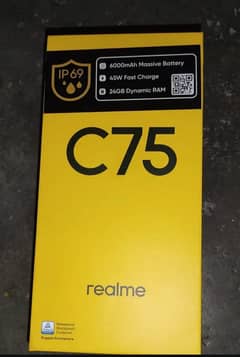 IP69
6000mAh Massive Battery
45W Fast Charge
24GB Dynamic RAM
C75
realme